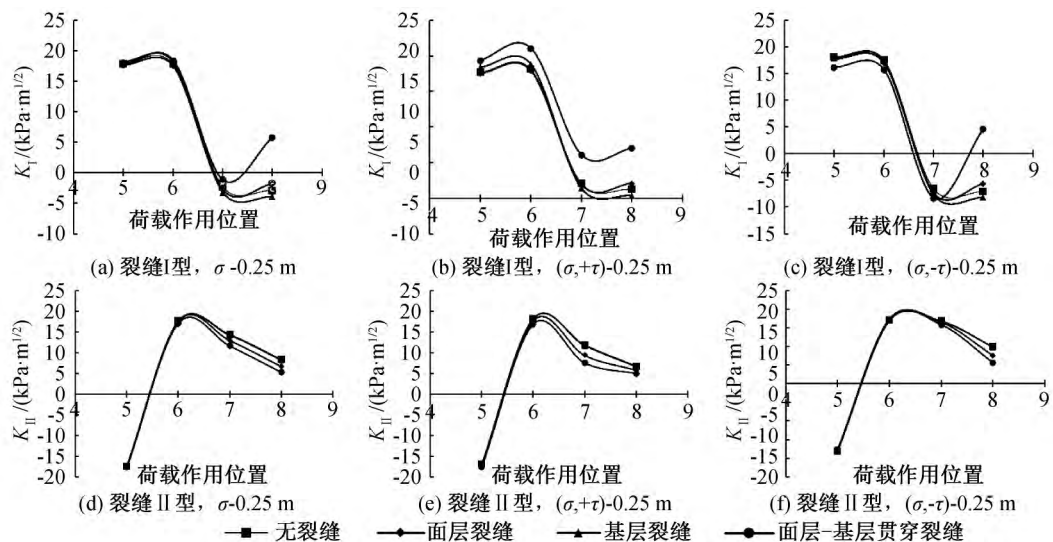 25
20
15
10
5
0
-5
-10
K_I/(kPa·m^{1/2})
4 5 6 7 8 9
荷载作用位置
(a) 裂缝I型，σ-0.25 m
25
20
15
10
5
0
-5
-10
K_I/(kPa·m^{1/2})
4 5 6 7 8 9
荷载作用位置
(b) 裂缝I型，(σ,+τ)-0.25 m
25
20
15
10
5
0
-5
-10
-15
K_I/(kPa·m^{1/2})
4 5 6 7 8 9
荷载作用位置
(c) 裂缝I型，(σ,-τ)-0.25 m
25
20
15
10
5
0
-5
-10
-15
-20
K_{II}/(kPa·m^{1/2})
4 5 6 7 8 9
荷载作用位置
(d) 裂缝Ⅱ型，σ-0.25 m
25
20
15
10
5
0
-5
-10
-15
-20
K_{II}/(kPa·m^{1/2})
4 5 6 7 8 9
荷载作用位置
(e) 裂缝Ⅱ型，(σ,+τ)-0.25 m
25
20
15
10
5
0
-5
-10
-15
-20
K_{II}/(kPa·m^{1/2})
4 5 6 7 8 9
荷载作用位置
(f) 裂缝Ⅱ型，(σ,-τ)-0.25 m
无裂缝 面层裂缝 基层裂缝 面层-基层贯穿裂缝